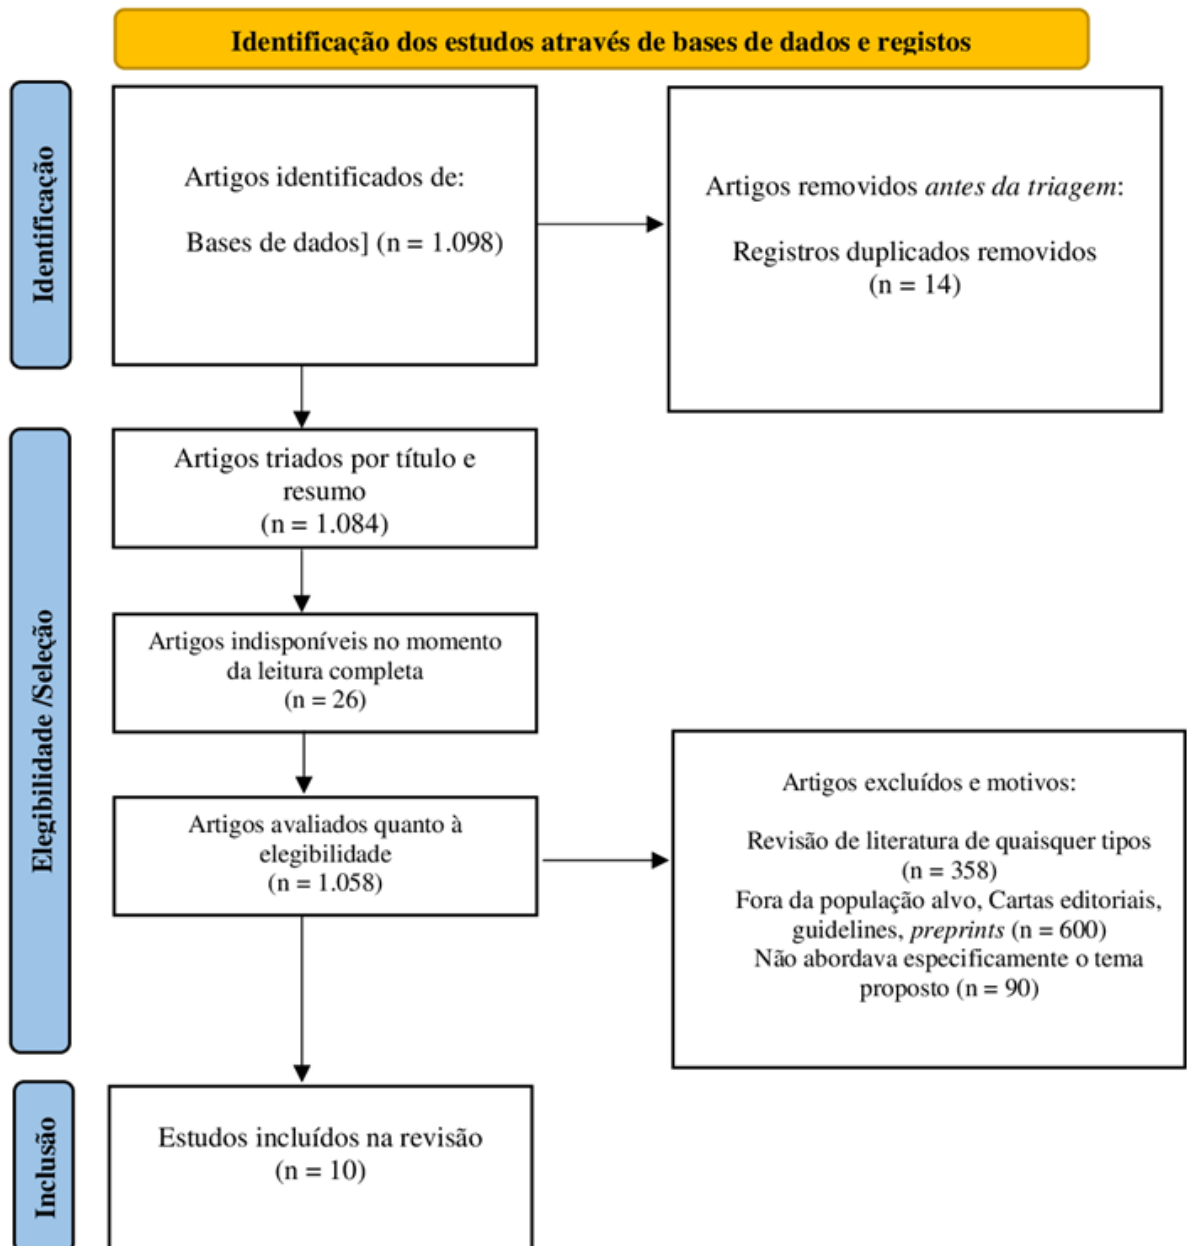 Identificação dos estudos através de bases de dados e registos
Identificação
Artigos identificados de:
Bases de dados] (n = 1.098)
Artigos removidos antes da triagem:
Registros duplicados removidos
(n = 14)
Elegibilidade /Seleção
Artigos triados por título e
resumo
(n = 1.084)
Artigos indisponíveis no momento
da leitura completa
(n = 26)
Artigos avaliados quanto à
elegibilidade
(n = 1.058)
Artigos excluídos e motivos:
Revisão de literatura de quaisquer tipos
(n = 358)
Fora da população alvo, Cartas editoriais,
guidelines, preprints (n = 600)
Não abordava especificamente o tema
proposto (n = 90)
Inclusão
Estudos incluídos na revisão
(n = 10)